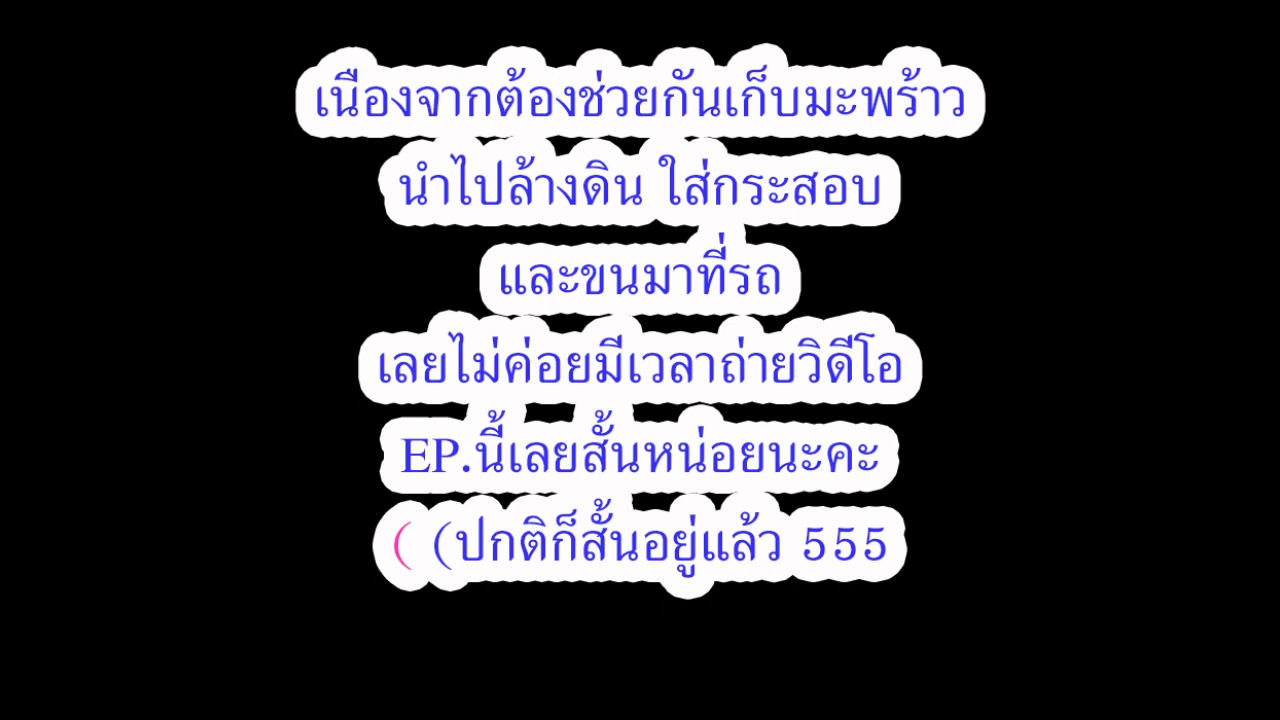 เนืองจากต้องช่วยกันเก็บมะพร้าว
นำไปล้างดิน ใส่กระสอบ
และขนมาที่รถ
เลยไม่ค่อยมีเวลาถ่ายวิดีโอ
EP.นี้เลยสั้นหน่อยนะคะ
( (ปกติก็สั้นอยู่แล้ว 555